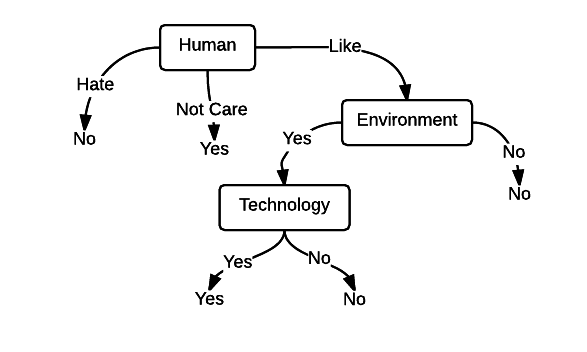 Human
Like
Hate
Not Care
Environment
No
Yes
Yes
No
No
Technology
Yes
No
Yes
No